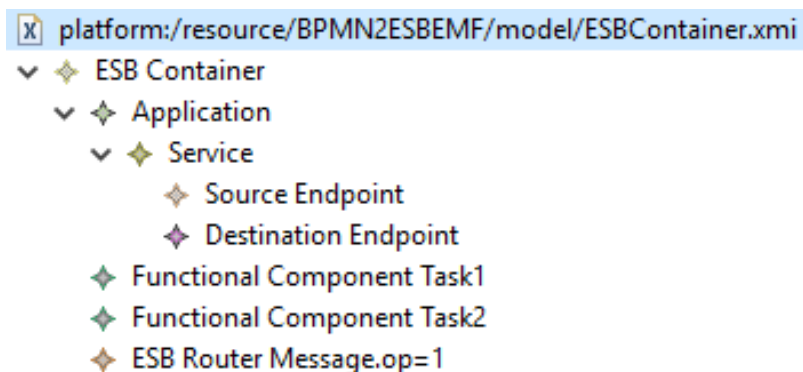 platform:/resource/BPMN2ESBEMF/model/ESBContainer.xmi
ESB Container
Application
Service
Source Endpoint
Destination Endpoint
Functional Component Task1
Functional Component Task2
ESB Router Message.op=1